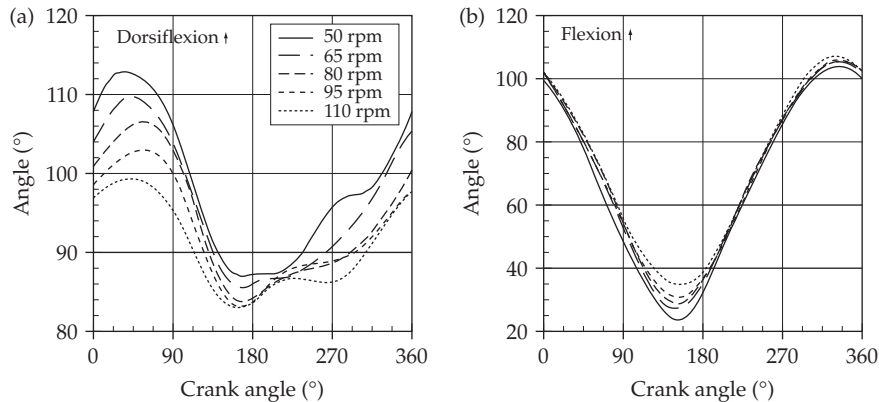 (a)
120
110
100
90
80
Angle (°)
Dorsiflexion ↑
50 rpm
65 rpm
80 rpm
95 rpm
110 rpm
0 90 180 270 360
Crank angle (°)
(b)
120
100
80
60
40
20
Angle (°)
Flexion ↑
0 90 180 270 360
Crank angle (°)